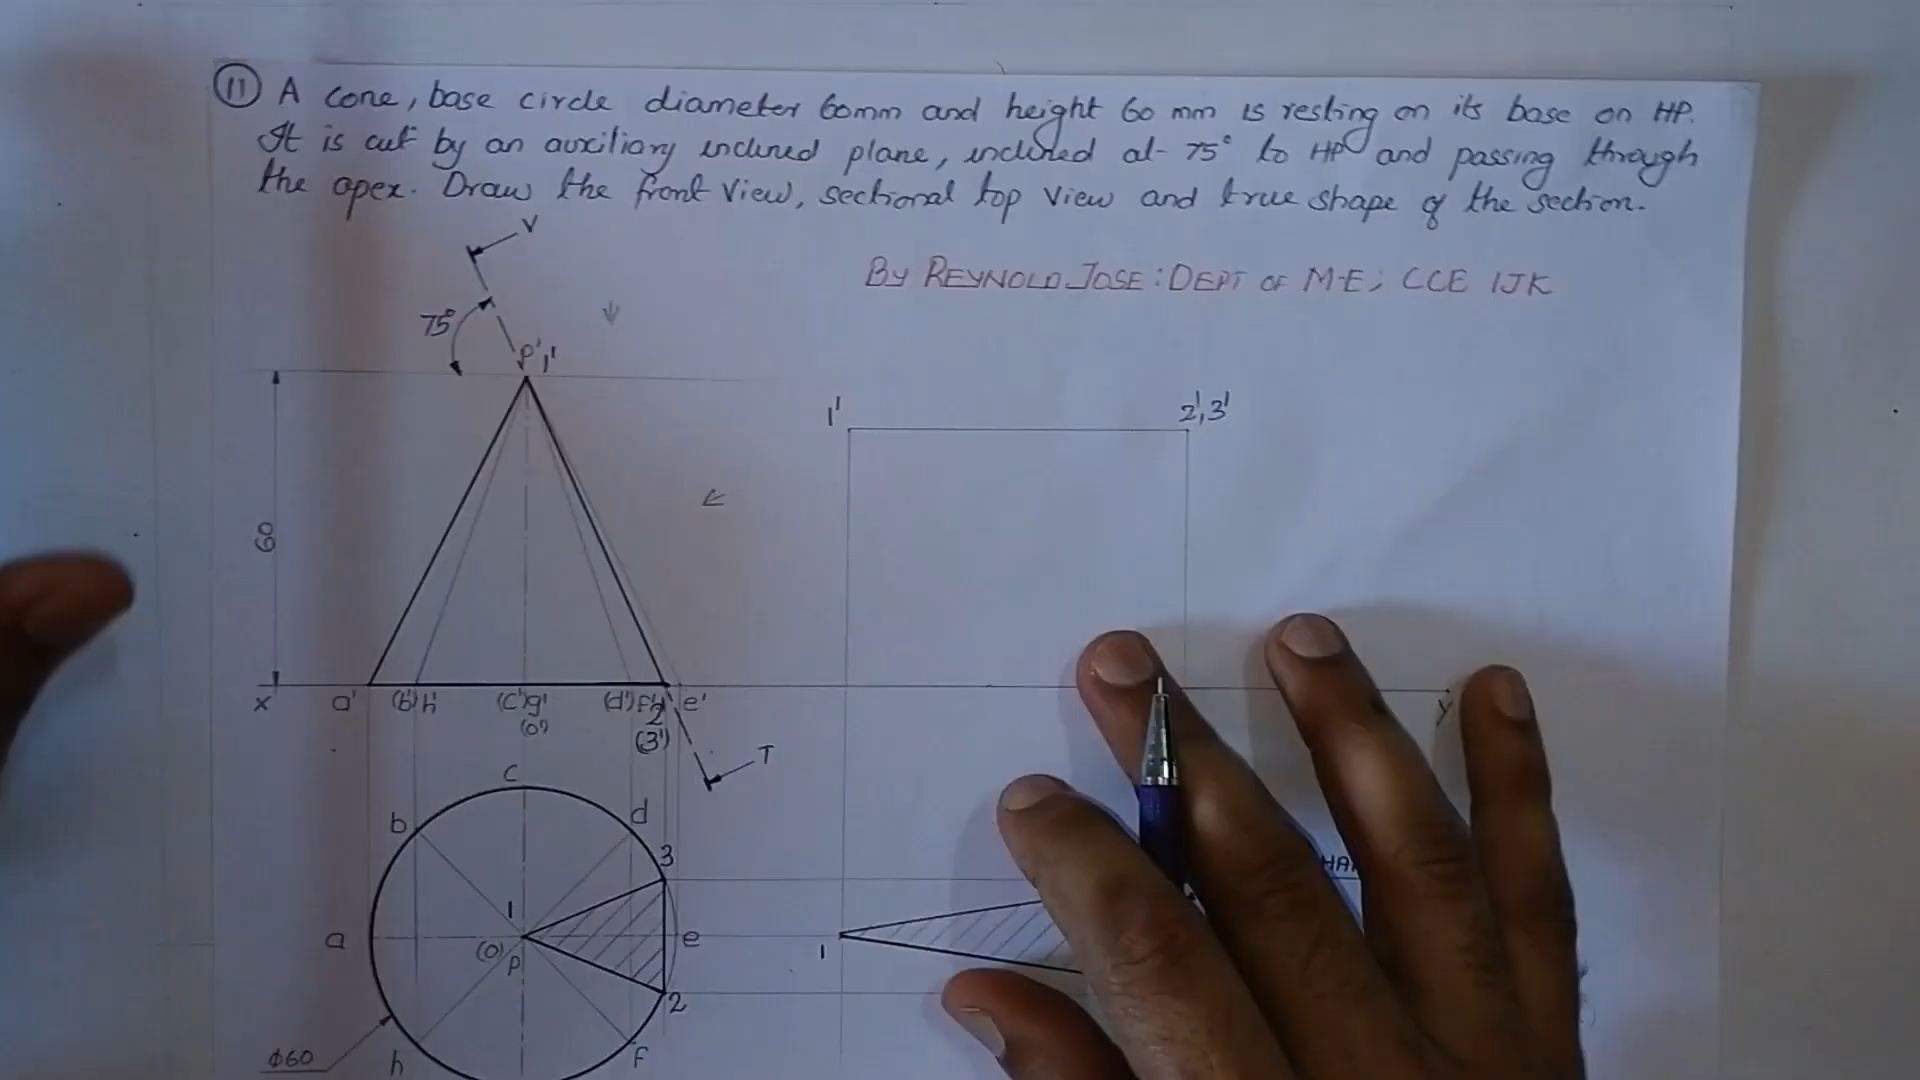 11 A cone, base circle diameter 60mm and height 60 mm is resting on its base on HP.
It is cut by an auxiliary inclined plane, inclined at 75° to HP and passing through
the apex. Draw the front view, sectional top view and true shape of the section.
V
BY REYNOLD JOSE: DEPT OF M.E; CCE IJK
75°
p',1'
1'
2',3'
60
x
a'
(b')h'
(c')g'
(d')f'
2'
e'
y
(o')
(3')
T
c
b
d
3
HA
1
a
(o)
e
p
1
2
φ60
h
f